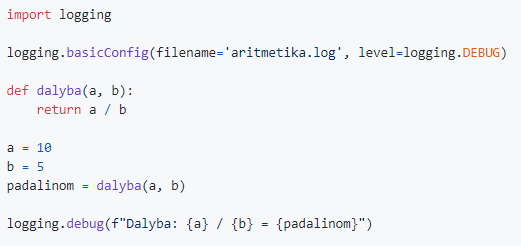 import logging
logging.basicConfig(filename='aritmetika.log', level=logging.DEBUG)
def dalyba(a, b):
    return a / b
a = 10
b = 5
padalinom = dalyba(a, b)
logging.debug(f"Dalyba: {a} / {b} = {padalinom}")